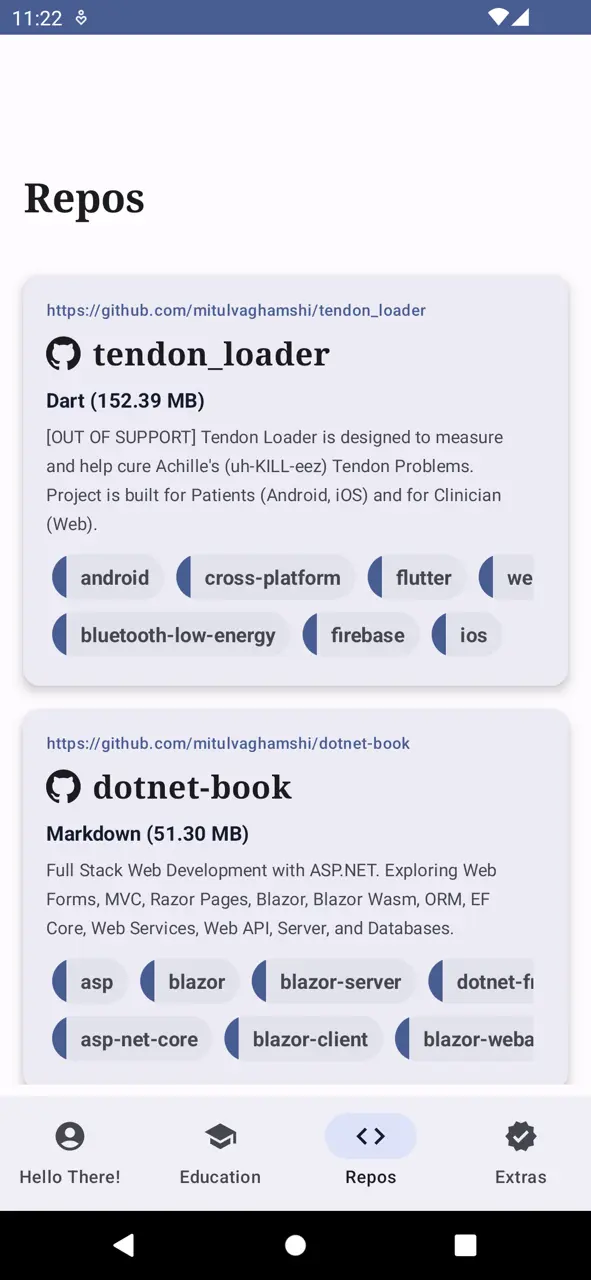 11:22
Repos
https://github.com/mitulvaghamshi/tendon_loader
tendon_loader
Dart (152.39 MB)
[OUT OF SUPPORT] Tendon Loader is designed to measure
and help cure Achille's (uh-KILL-eez) Tendon Problems.
Project is built for Patients (Android, iOS) and for Clinician
(Web).
android cross-platform flutter we
bluetooth-low-energy firebase ios
https://github.com/mitulvaghamshi/dotnet-book
dotnet-book
Markdown (51.30 MB)
Full Stack Web Development with ASP.NET. Exploring Web
Forms, MVC, Razor Pages, Blazor, Blazor Wasm, ORM, EF
Core, Web Services, Web API, Server, and Databases.
asp blazor blazor-server dotnet-fr
asp-net-core blazor-client blazor-weba
Hello There! Education Repos Extras